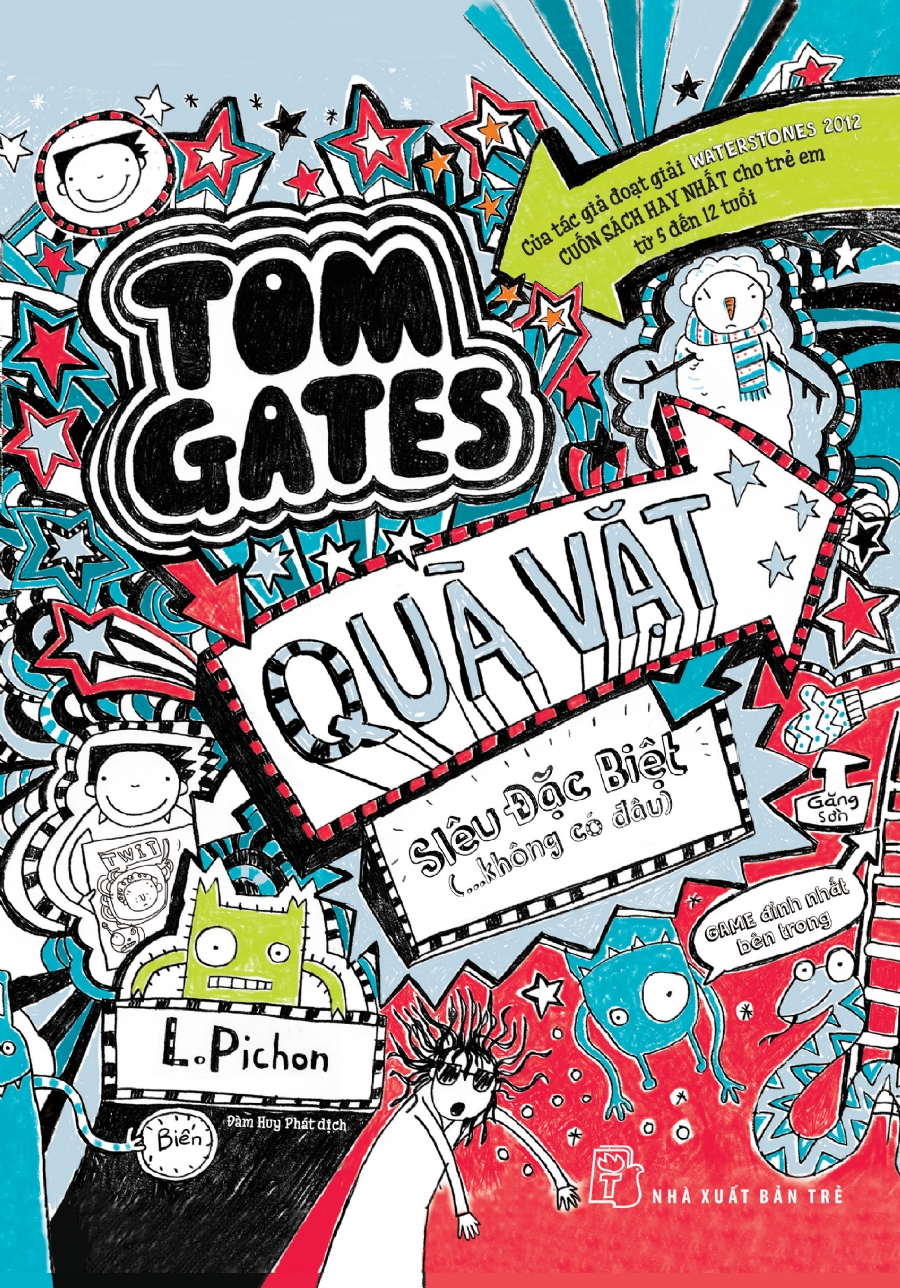 Của tác giả đoạt giải WATERSTONES 2012
CUỐN SÁCH HAY NHẤT cho trẻ em
từ 5 đến 12 tuổi
TOM
GATES
QUÀ VẶT
SIêu Đặc Biệt
(...không có đâu)
Găng
Sờn
TWIT
GAME đỉnh nhất
bên trong
L.Pichon
Đàm Huy Phát dịch
Biến
NHÀ XUẤT BẢN TRẺ